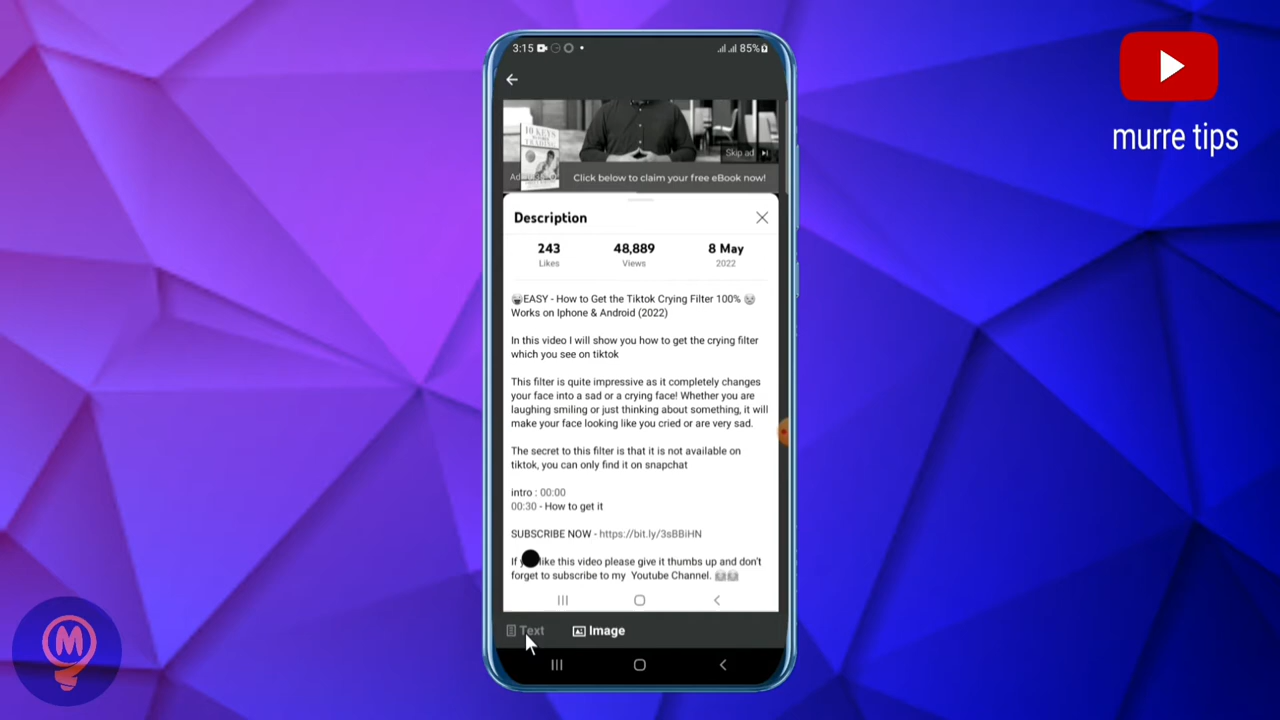 3:15
85%
murre tips
10 KEYS
Skip ad
Click below to claim your free eBook now!
Description
243
48,889
8 May
Likes
Views
2022
EASY - How to Get the Tiktok Crying Filter 100%
Works on Iphone & Android (2022)
In this video I will show you how to get the crying filter
which you see on tiktok
This filter is quite impressive as it completely changes
your face into a sad or a crying face! Whether you are
laughing smiling or just thinking about something, it will
make your face looking like you cried or are very sad.
The secret to this filter is that it is not available on
tiktok, you can only find it on snapchat
intro : 00:00
00:30 - How to get it
SUBSCRIBE NOW - https://bit.ly/3sBBiHN
If like this video please give it thumbs up and don't
forget to subscribe to my Youtube Channel.
Text
Image
M